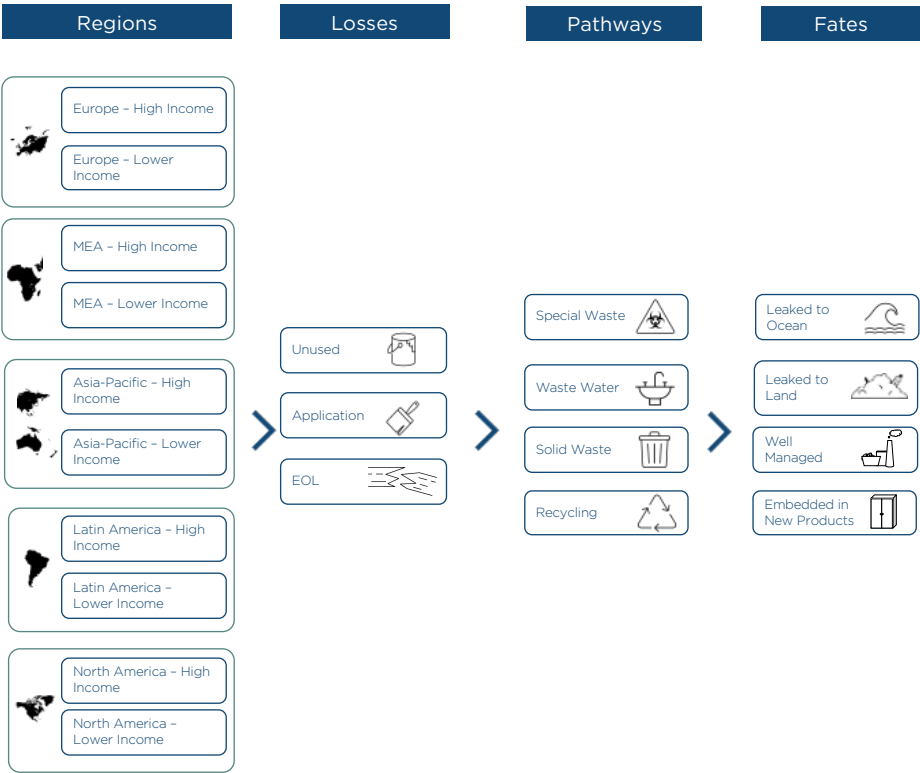 Regions
Losses
Pathways
Fates
Europe – High Income
Europe – Lower
Income
MEA – High Income
MEA – Lower Income
Asia-Pacific – High
Income
Asia-Pacific – Lower
Income
Latin America – High
Income
Latin America –
Lower Income
North America – High
Income
North America –
Lower Income
Unused
Application
EOL
Special Waste
Waste Water
Solid Waste
Recycling
Leaked to
Ocean
Leaked to
Land
Well
Managed
Embedded in
New Products